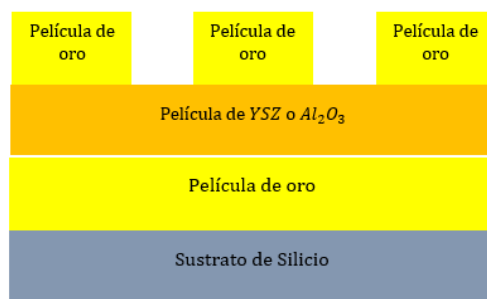 Película de oro
Película de oro
Película de oro
Película de YSZ o Al₂O₃
Película de oro
Sustrato de Silicio